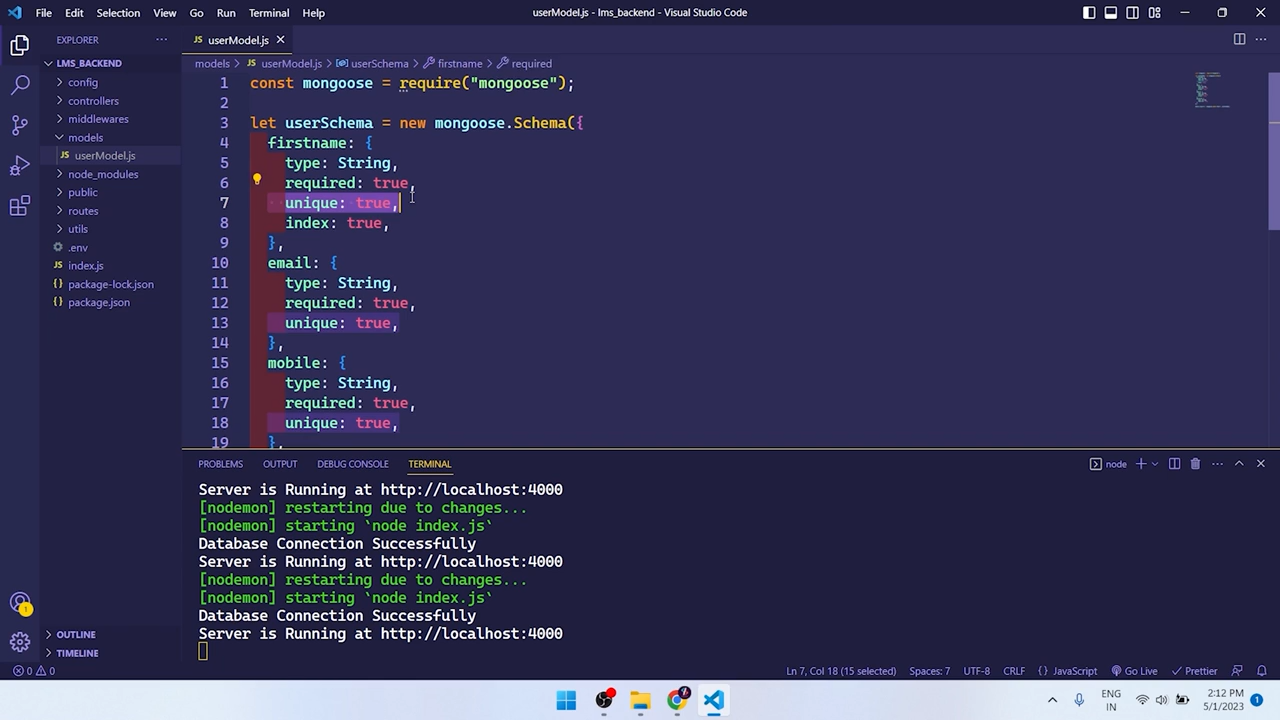 File Edit Selection View Go Run Terminal Help
userModel.js - lms_backend - Visual Studio Code
EXPLORER
LMS_BACKEND
config
controllers
middlewares
models
JS userModel.js
node_modules
public
routes
utils
.env
JS index.js
package-lock.json
package.json
OUTLINE
TIMELINE
JS userModel.js
models > JS userModel.js > userSchema > firstname > required
1 const mongoose = require("mongoose");
2
3 let userSchema = new mongoose.Schema({
4 firstname: {
5 type: String,
6 required: true,
7 unique: true,
8 index: true,
9 },
10 email: {
11 type: String,
12 required: true,
13 unique: true,
14 },
15 mobile: {
16 type: String,
17 required: true,
18 unique: true,
19 },
PROBLEMS OUTPUT DEBUG CONSOLE TERMINAL
node
Server is Running at http://localhost:4000
[nodemon] restarting due to changes...
[nodemon] starting `node index.js`
Database Connection Successfully
Server is Running at http://localhost:4000
[nodemon] restarting due to changes...
[nodemon] starting `node index.js`
Database Connection Successfully
Server is Running at http://localhost:4000
1
0 0 Ln 7, Col 18 (15 selected) Spaces: 7 UTF-8 CRLF {} JavaScript Go Live Prettier
ENG
IN
2:12 PM
5/1/2023
1